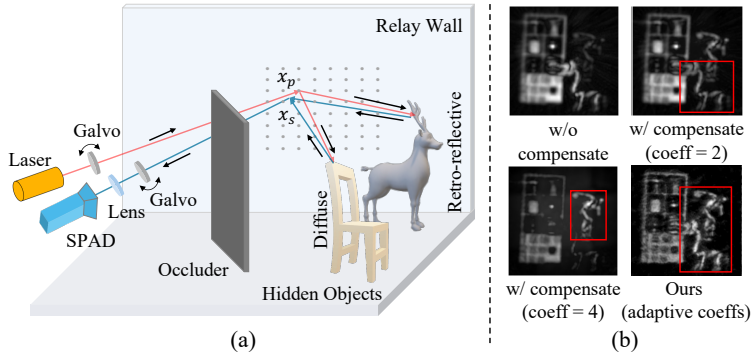 Relay Wall
x_p
x_s
Galvo
Laser
Galvo
Lens
SPAD
Occluder
Diffuse
Retro-reflective
Hidden Objects
(a)
w/o
compensate
w/ compensate
(coeff = 2)
w/ compensate
(coeff = 4)
Ours
(adaptive coeffs)
(b)